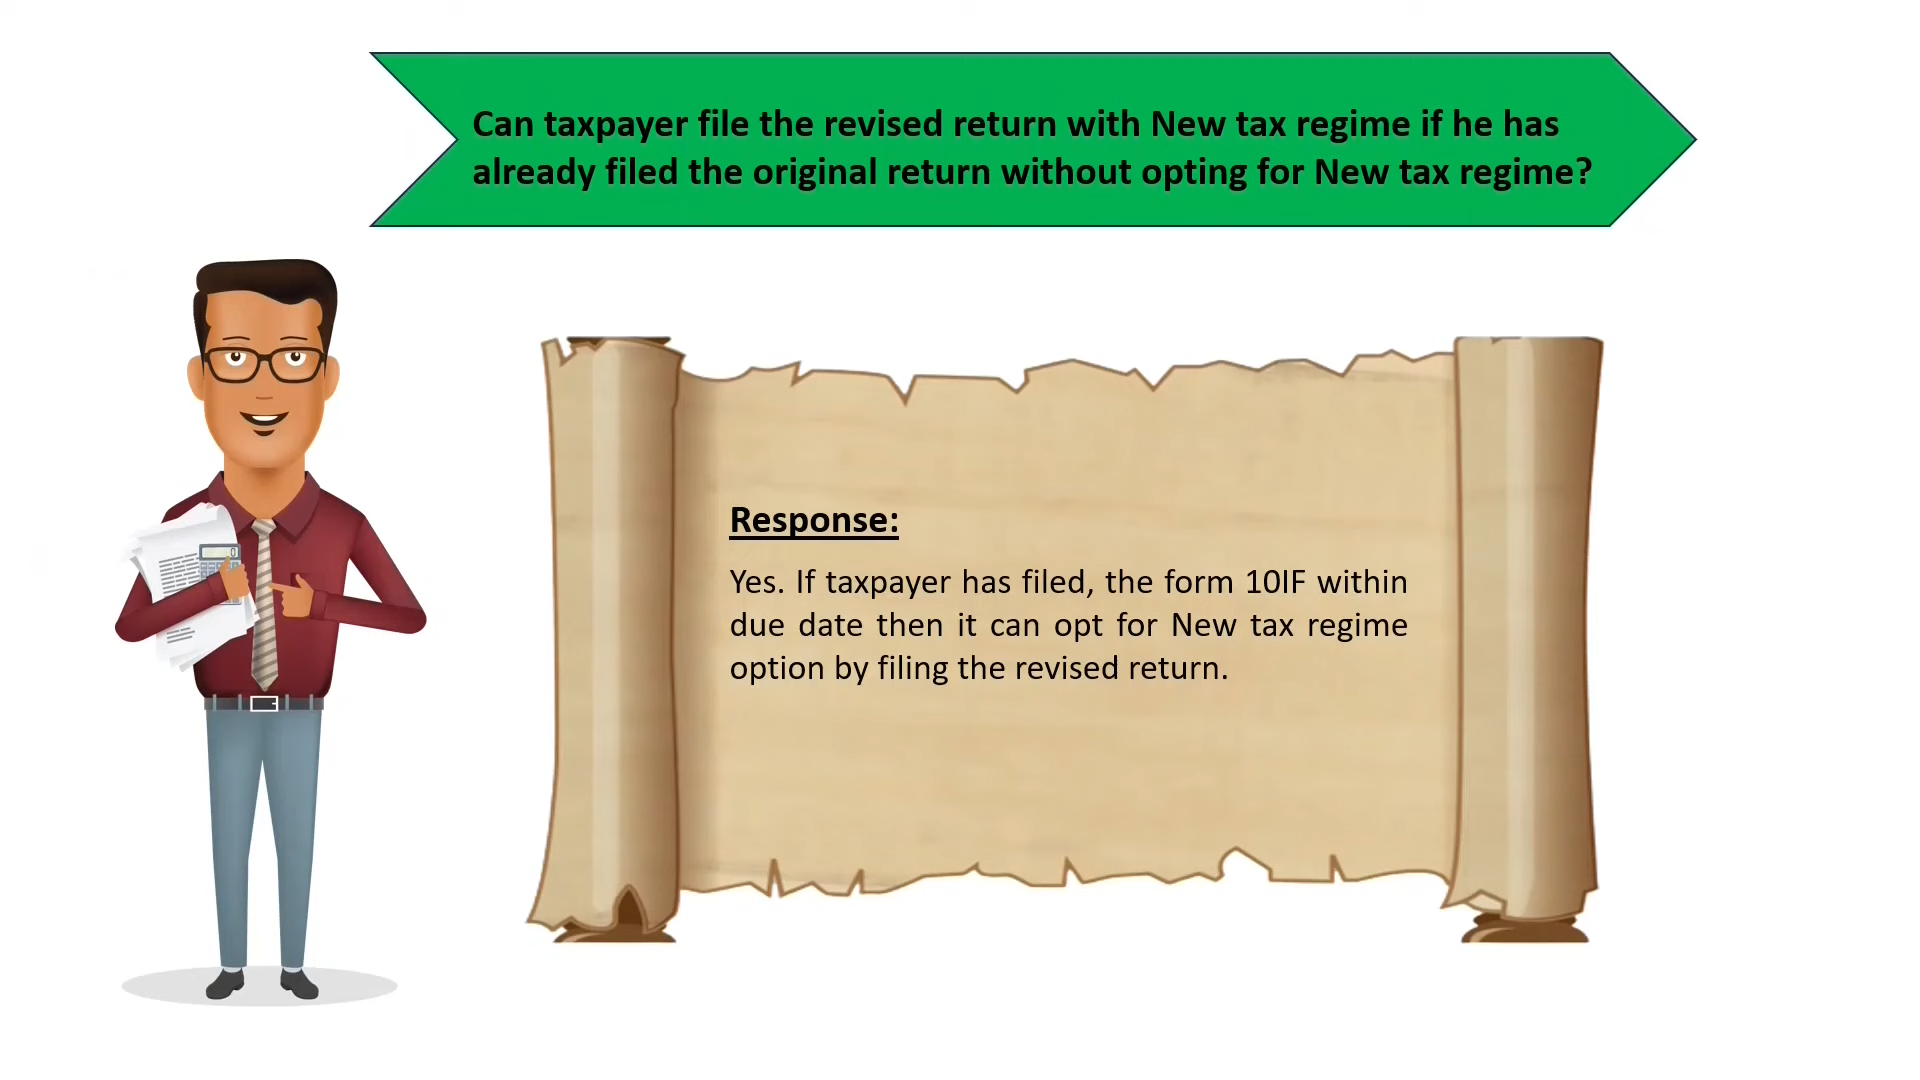 Can taxpayer file the revised return with New tax regime if he has
already filed the original return without opting for New tax regime?
Response:
Yes. If taxpayer has filed, the form 10IF within
due date then it can opt for New tax regime
option by filing the revised return.